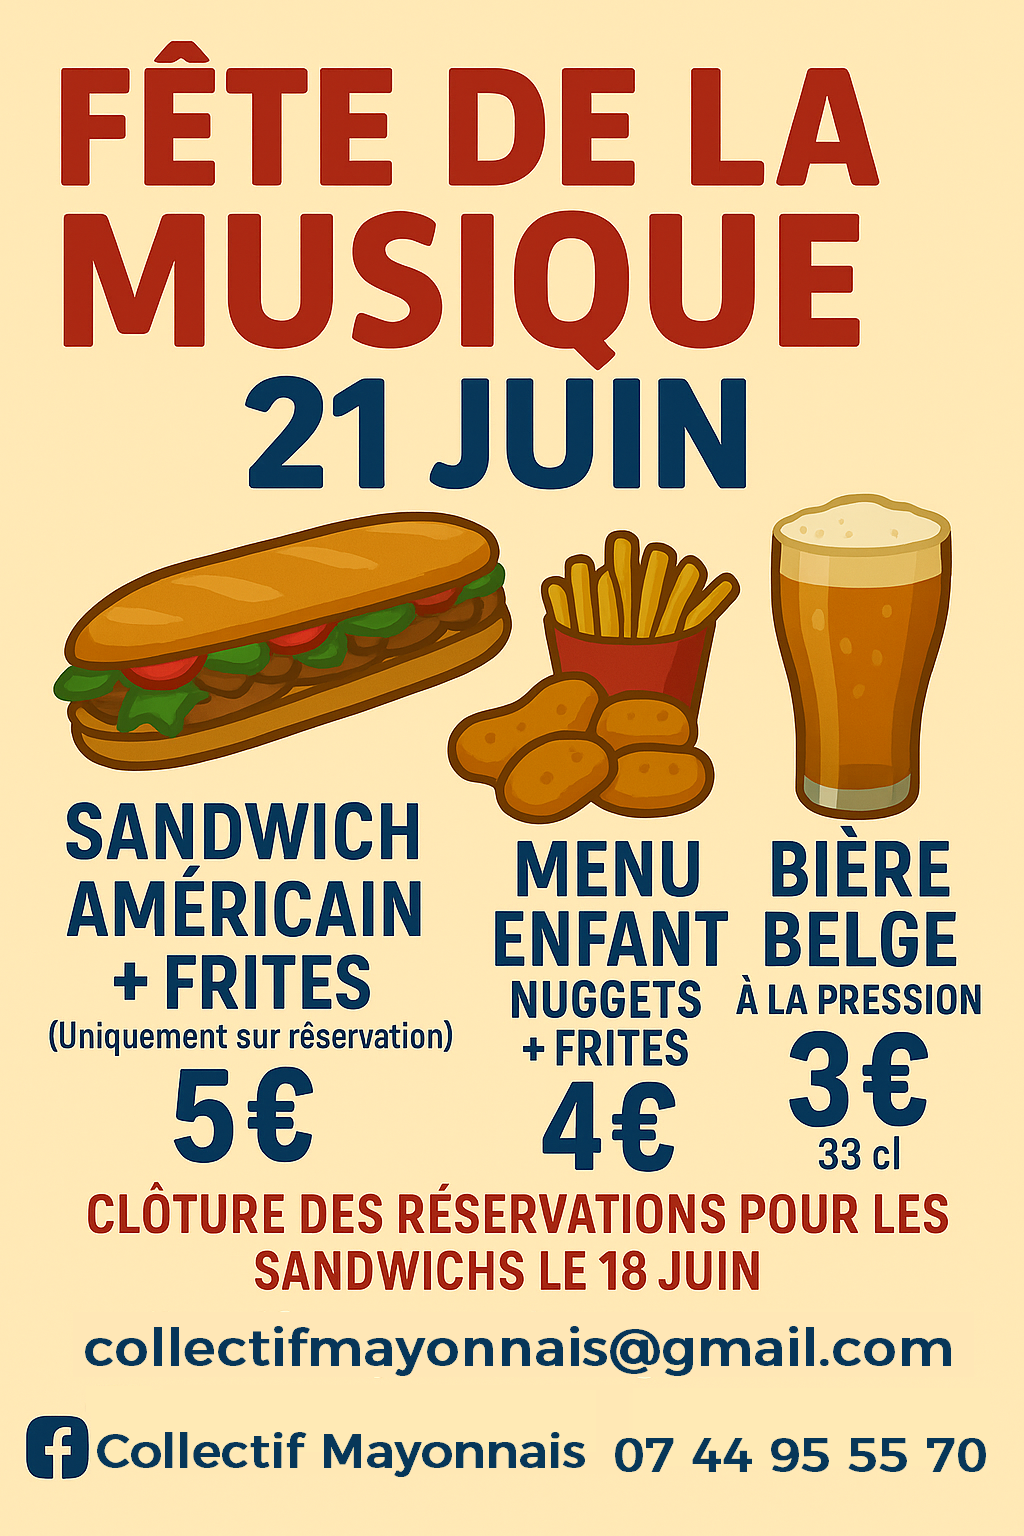 FÊTE DE LA
MUSIQUE
21 JUIN
SANDWICH
AMÉRICAIN
+ FRITES
(Uniquement sur rêservation)
5€
MENU
ENFANT
NUGGETS
+ FRITES
4€
BIÈRE
BELGE
À LA PRESSION
3€
33 cl
CLÔTURE DES RÉSERVATIONS POUR LES
SANDWICHS LE 18 JUIN
collectifmayonnais@gmail.com
Collectif Mayonnais 07 44 95 55 70